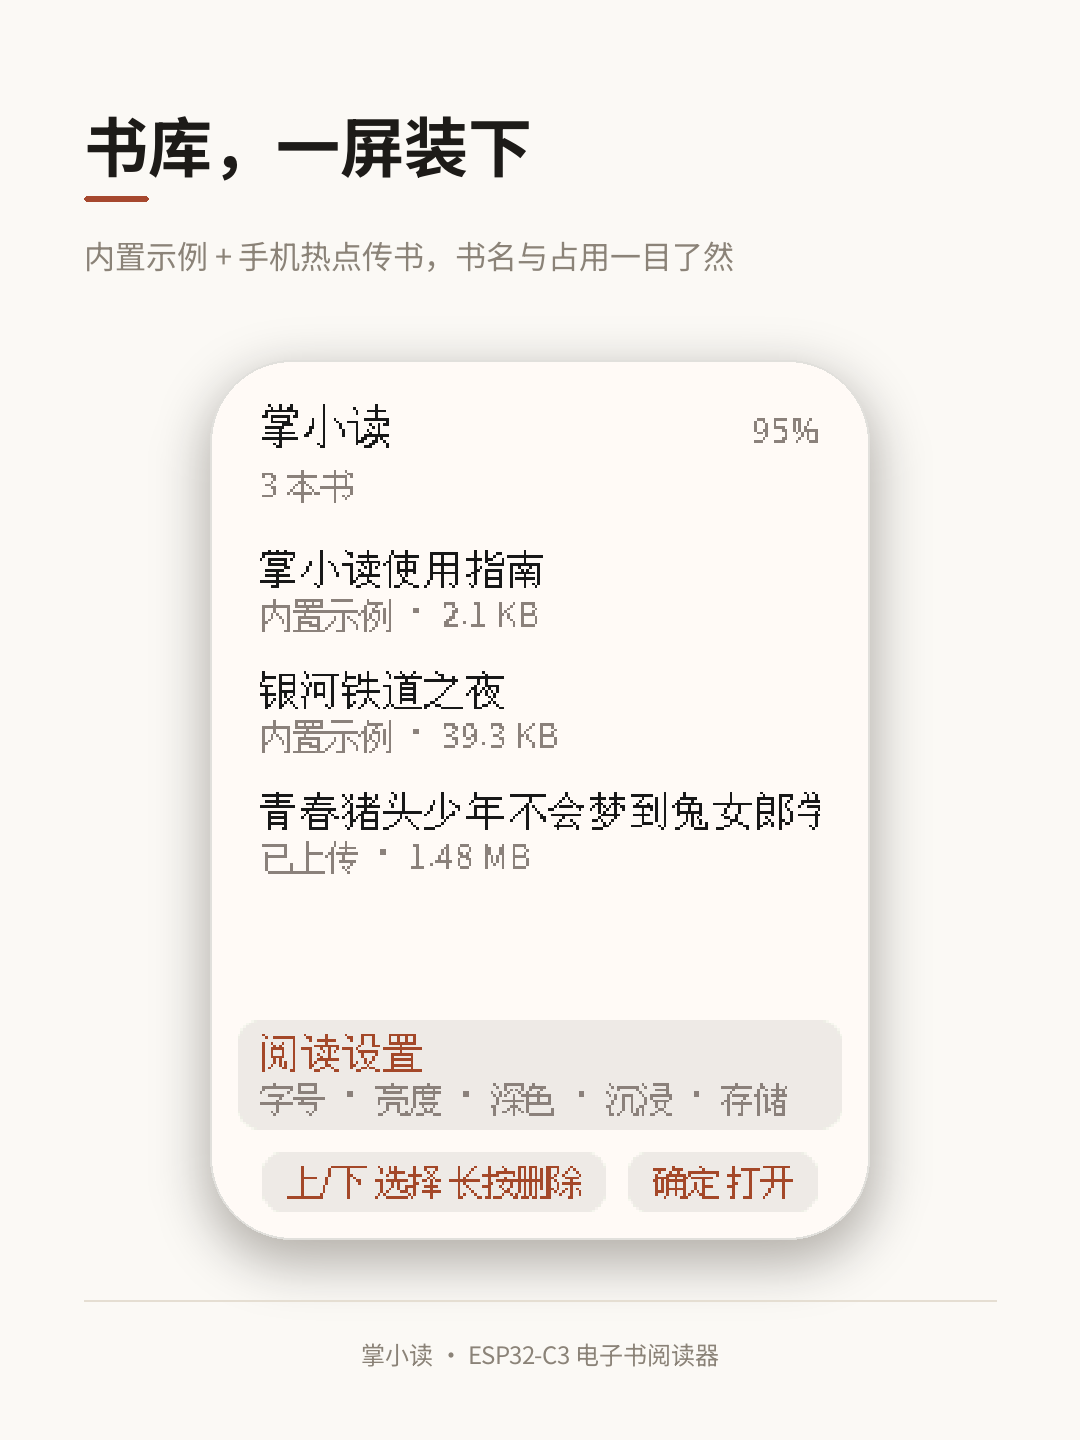 书库，一屏装下
内置示例 + 手机热点传书，书名与占用一目了然
掌小读 95%
3 本书
掌小读使用指南
内置示例 · 2.1 KB
银河铁道之夜
内置示例 · 39.3 KB
青春猪头少年不会梦到兔女郎学
已上传 · 1.48 MB
阅读设置
字号 · 亮度 · 深色 · 沉浸 · 存储
上/下 选择 长按删除 确定 打开
掌小读 · ESP32-C3 电子书阅读器